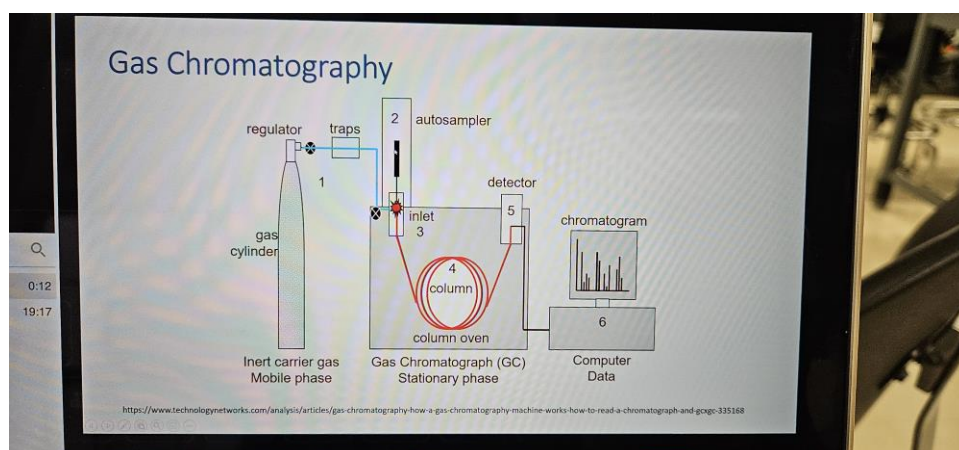 Gas Chromatography
2
autosampler
regulator
traps
1
detector
5
inlet
3
chromatogram
gas
cylinder
4
column
6
column oven
Inert carrier gas
Mobile phase
Gas Chromatograph (GC)
Stationary phase
Computer
Data
https://www.technologynetworks.com/analysis/articles/gas-chromatography-how-a-gas-chromatography-machine-works-how-to-read-a-chromatograph-and-gcxgc-335168
0:12
19:17